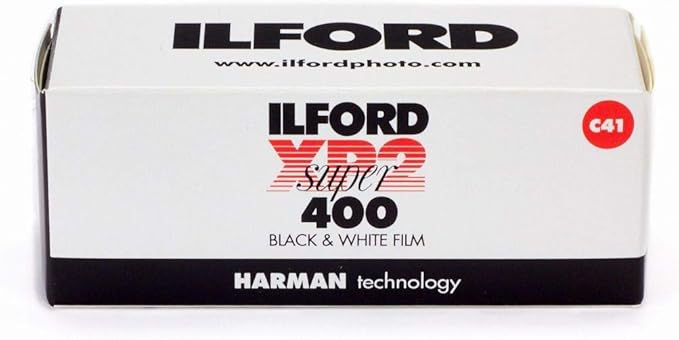 ILFORD
www.ilfordphoto.com
ILFORD
XP2
super
400
BLACK & WHITE FILM
C41
HARMAN technology